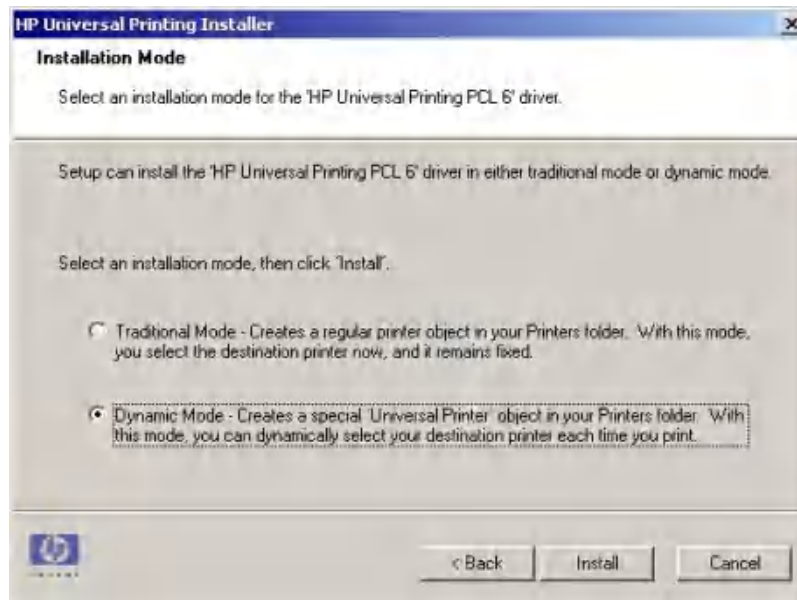 HP Universal Printing Installer
Installation Mode
Select an installation mode for the 'HP Universal Printing PCL 6' driver.
Setup can install the 'HP Universal Printing PCL 6' driver in either traditional mode or dynamic mode.
Select an installation mode, then click 'Install'.
Traditional Mode - Creates a regular printer object in your Printers folder. With this mode,
you select the destination printer now, and it remains fixed.
Dynamic Mode - Creates a special 'Universal Printer' object in your Printers folder. With
this mode, you can dynamically select your destination printer each time you print.
hp
< Back
Install
Cancel